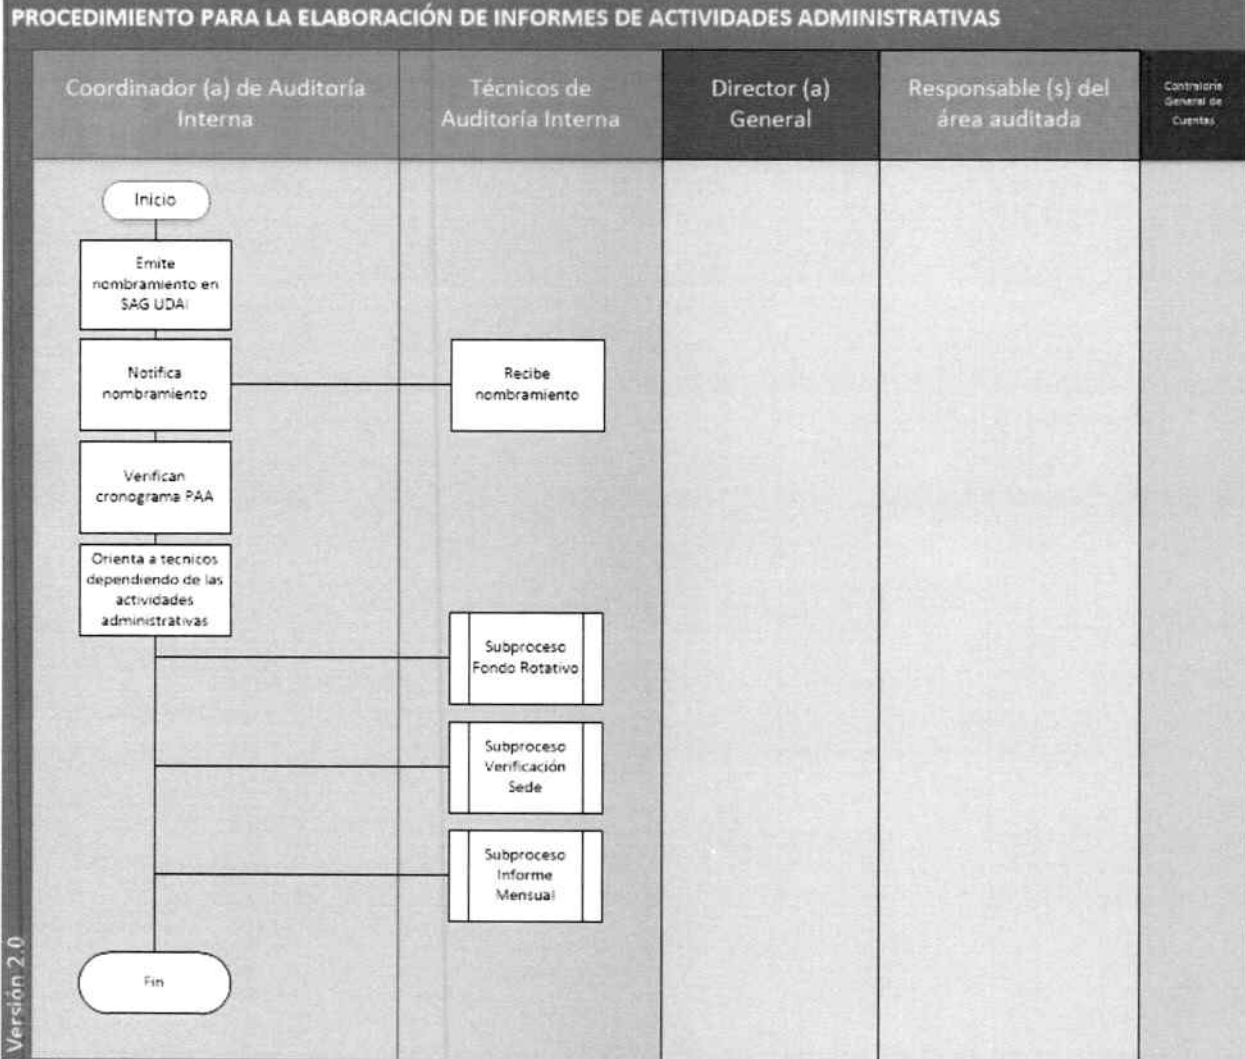 PROCEDIMIENTO PARA LA ELABORACIÓN DE INFORMES DE ACTIVIDADES ADMINISTRATIVAS
Coordinador (a) de Auditoría
Interna
Técnicos de
Auditoría Interna
Director (a)
General
Responsable (s) del
área auditada
Contraloría
General de
Cuentas
Inicio
Emite
nombramiento en
SAG UDAI
Notifica
nombramiento
Recibe
nombramiento
Verifican
cronograma PAA
Orienta a tecnicos
dependiendo de las
actividades
administrativas
Subproceso
Fondo Rotativo
Subproceso
Verificación
Sede
Subproceso
Informe
Mensual
Fin
Versión 2.0